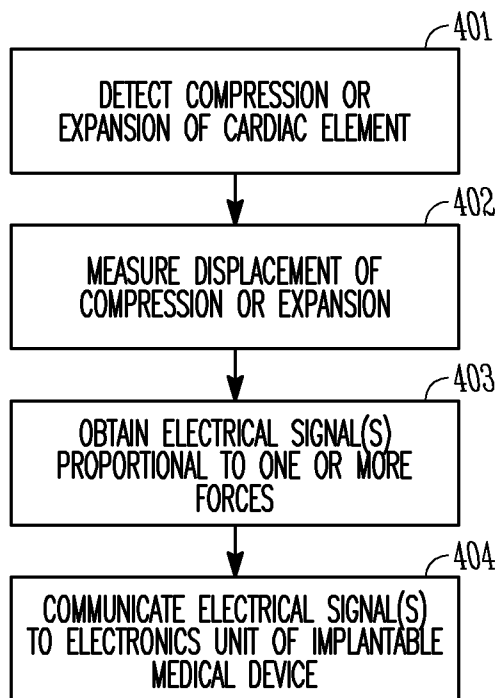 401
DETECT COMPRESSION OR
EXPANSION OF CARDIAC ELEMENT
402
MEASURE DISPLACEMENT OF
COMPRESSION OR EXPANSION
403
OBTAIN ELECTRICAL SIGNAL(S)
PROPORTIONAL TO ONE OR MORE
FORCES
404
COMMUNICATE ELECTRICAL SIGNAL(S)
TO ELECTRONICS UNIT OF IMPLANTABLE
MEDICAL DEVICE